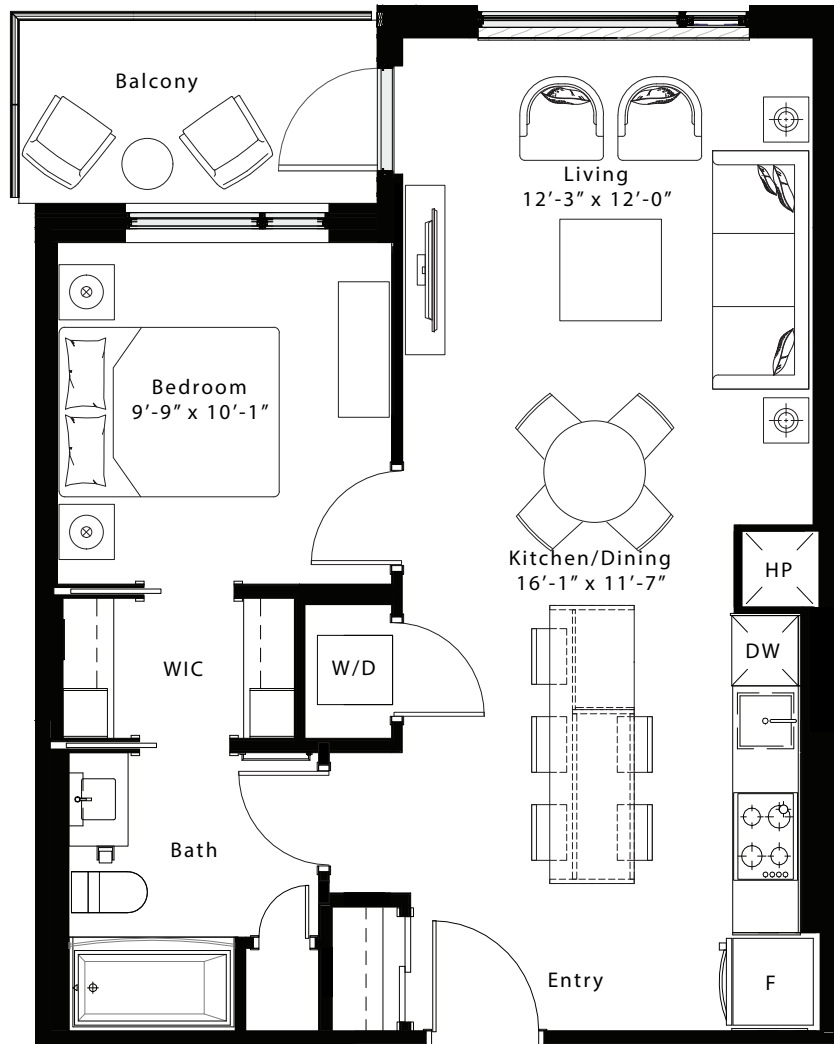 Balcony
Living
12'-3" x 12'-0"
Bedroom
9'-9" x 10'-1"
Kitchen/Dining
16'-1" x 11'-7"
HP
DW
WIC
W/D
Bath
Entry
F